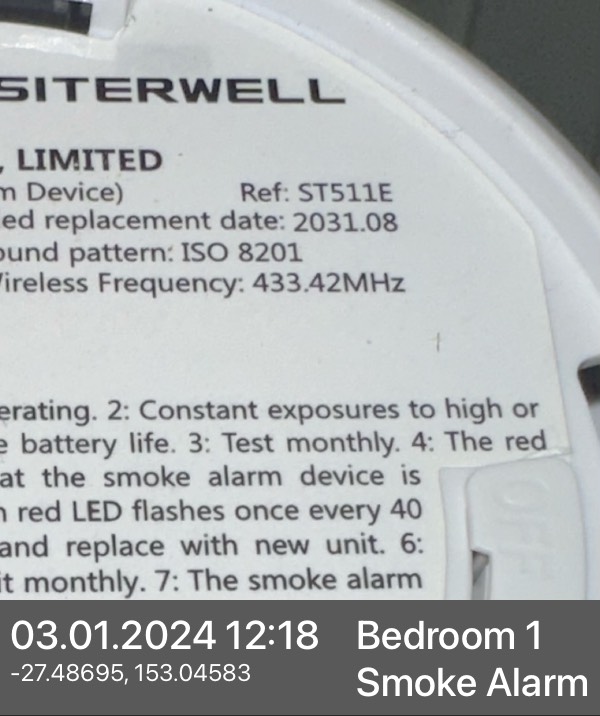 SITERWELL
, LIMITED
m Device) Ref: ST511E
ed replacement date: 2031.08
ound pattern: ISO 8201
ireless Frequency: 433.42MHz
erating. 2: Constant exposures to high or
e battery life. 3: Test monthly. 4: The red
at the smoke alarm device is
n red LED flashes once every 40
and replace with new unit. 6:
it monthly. 7: The smoke alarm
OFF
03.01.2024 12:18 Bedroom 1
-27.48695, 153.04583 Smoke Alarm